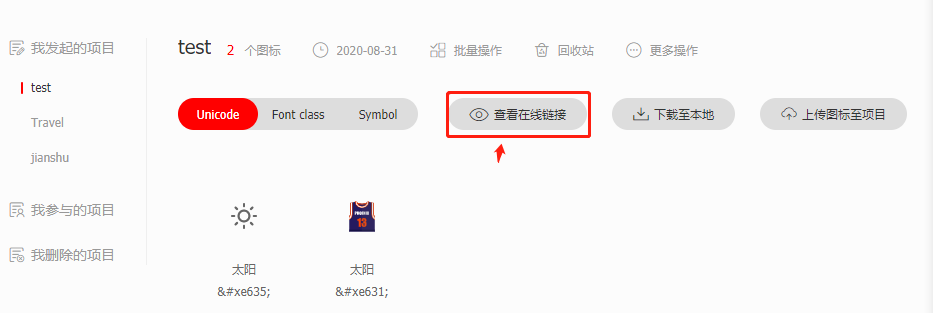 我发起的项目
test
Travel
jianshu
我参与的项目
我删除的项目
test 2 个图标 2020-08-31 批量操作 回收站 更多操作
Unicode Font class Symbol 查看在线链接 下载至本地 上传图标至项目
PHOENIX
13
太阳 太阳
&#xe635; &#xe631;